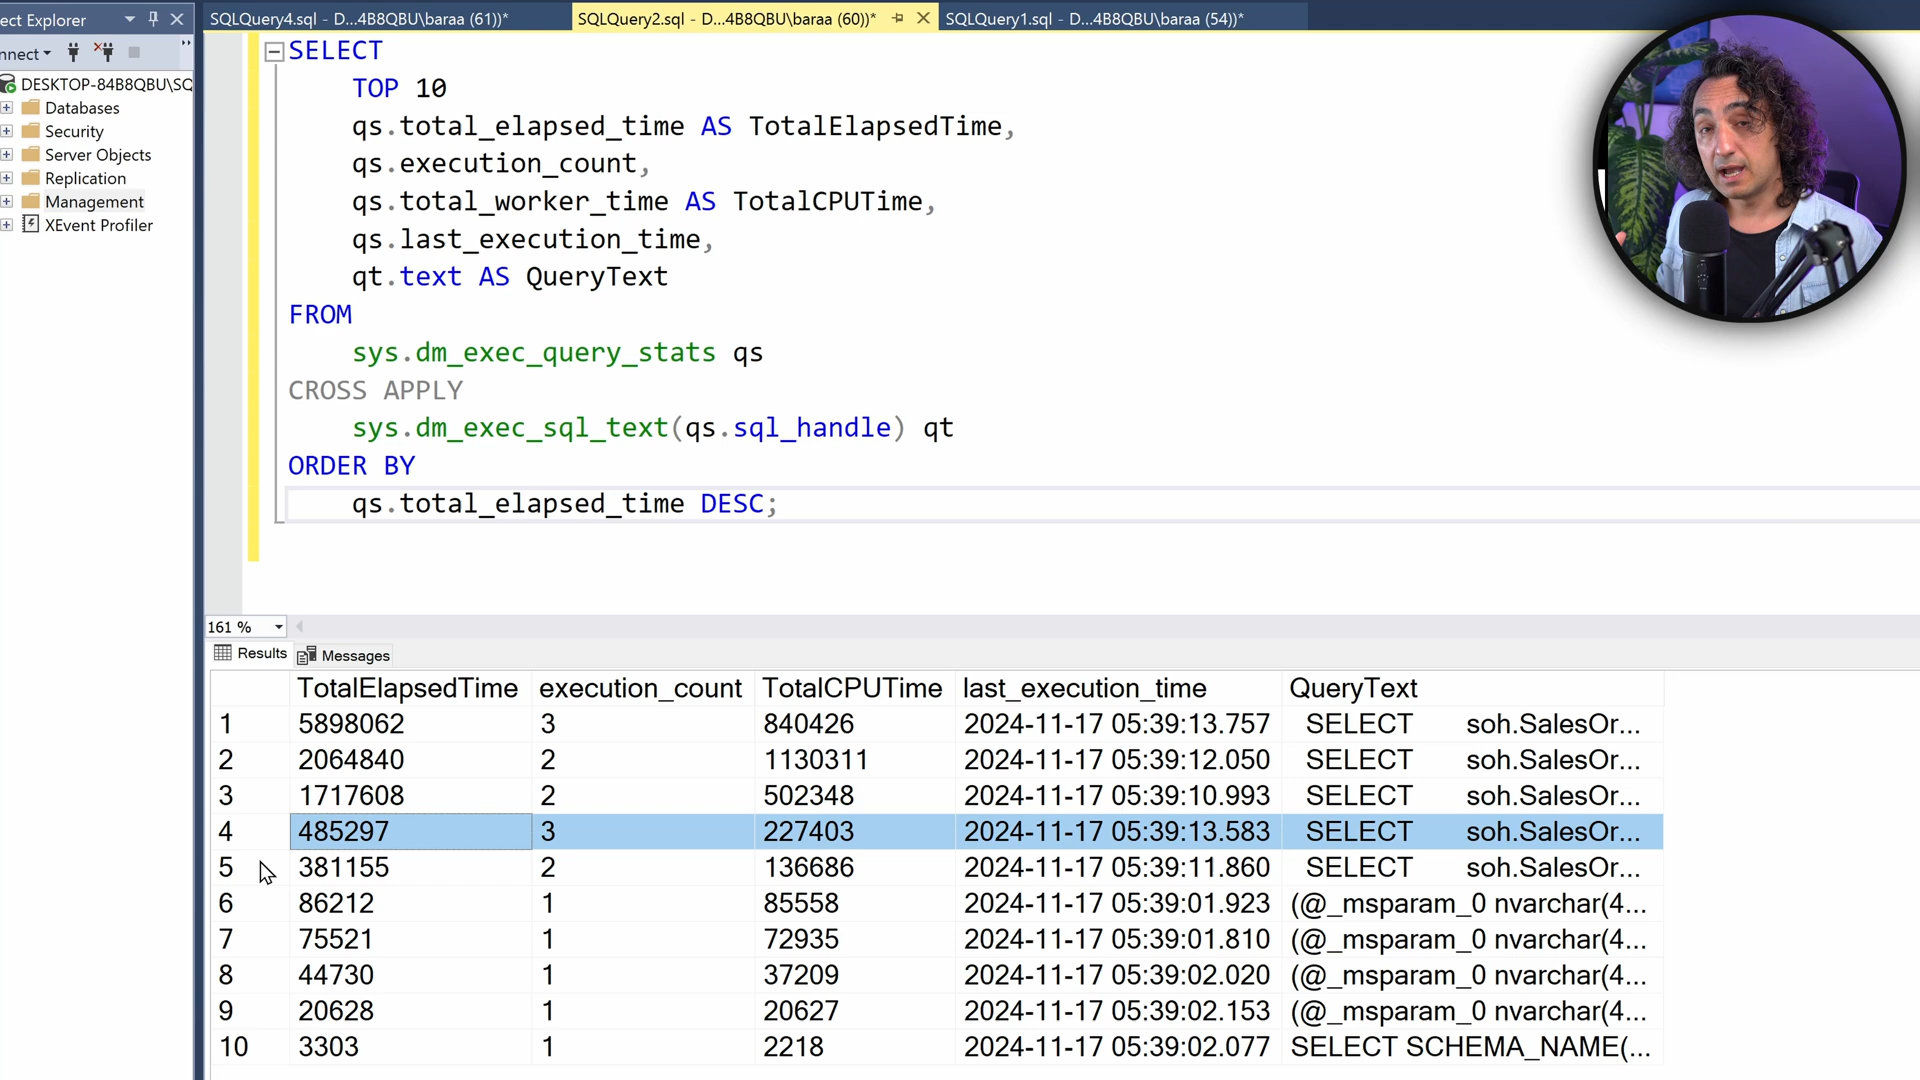 ect Explorer
SQLQuery4.sql - D...4B8QBU\baraa (61))*
SQLQuery2.sql - D...4B8QBU\baraa (60))*
SQLQuery1.sql - D...4B8QBU\baraa (54))*
nnect
DESKTOP-84B8QBU\SQ
Databases
Security
Server Objects
Replication
Management
XEvent Profiler
SELECT
TOP 10
qs.total_elapsed_time AS TotalElapsedTime,
qs.execution_count,
qs.total_worker_time AS TotalCPUTime,
qs.last_execution_time,
qt.text AS QueryText
FROM
sys.dm_exec_query_stats qs
CROSS APPLY
sys.dm_exec_sql_text(qs.sql_handle) qt
ORDER BY
qs.total_elapsed_time DESC;
161 %
Results Messages
TotalElapsedTime execution_count TotalCPUTime last_execution_time QueryText
1 5898062 3 840426 2024-11-17 05:39:13.757 SELECT soh.SalesOr...
2 2064840 2 1130311 2024-11-17 05:39:12.050 SELECT soh.SalesOr...
3 1717608 2 502348 2024-11-17 05:39:10.993 SELECT soh.SalesOr...
4 485297 3 227403 2024-11-17 05:39:13.583 SELECT soh.SalesOr...
5 381155 2 136686 2024-11-17 05:39:11.860 SELECT soh.SalesOr...
6 86212 1 85558 2024-11-17 05:39:01.923 (@_msparam_0 nvarchar(4...
7 75521 1 72935 2024-11-17 05:39:01.810 (@_msparam_0 nvarchar(4...
8 44730 1 37209 2024-11-17 05:39:02.020 (@_msparam_0 nvarchar(4...
9 20628 1 20627 2024-11-17 05:39:02.153 (@_msparam_0 nvarchar(4...
10 3303 1 2218 2024-11-17 05:39:02.077 SELECT SCHEMA_NAME(...